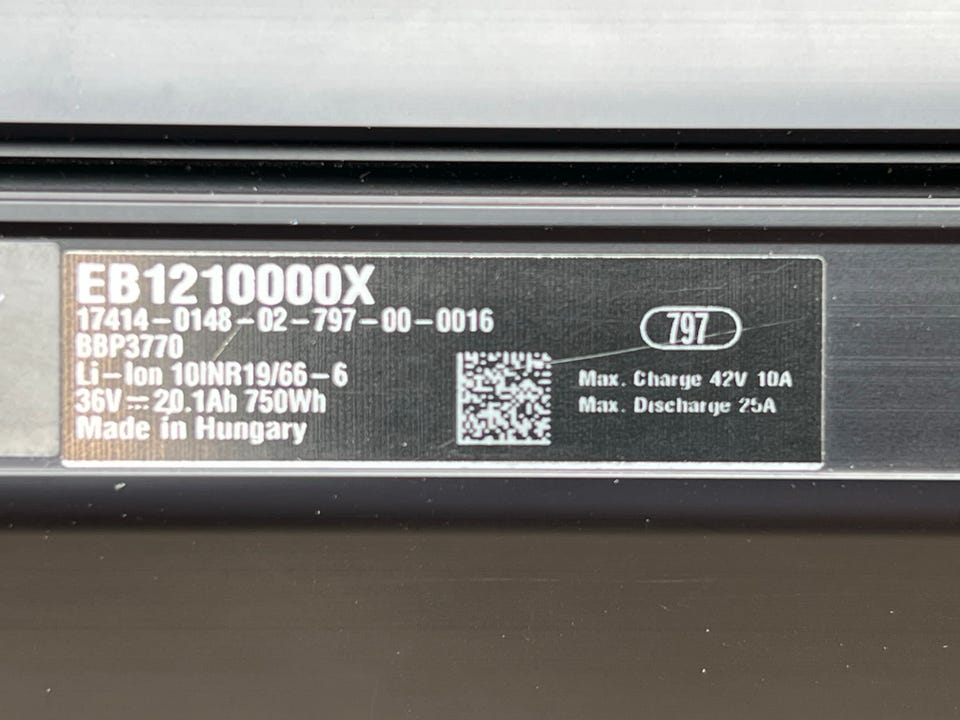 EB1210000X
17414-0148-02-797-00-0016
BBP3770
Li-Ion 10INR19/66-6
36V ⎓ 20.1Ah 750Wh
Made in Hungary
797
Max. Charge 42V 10A
Max. Discharge 25A